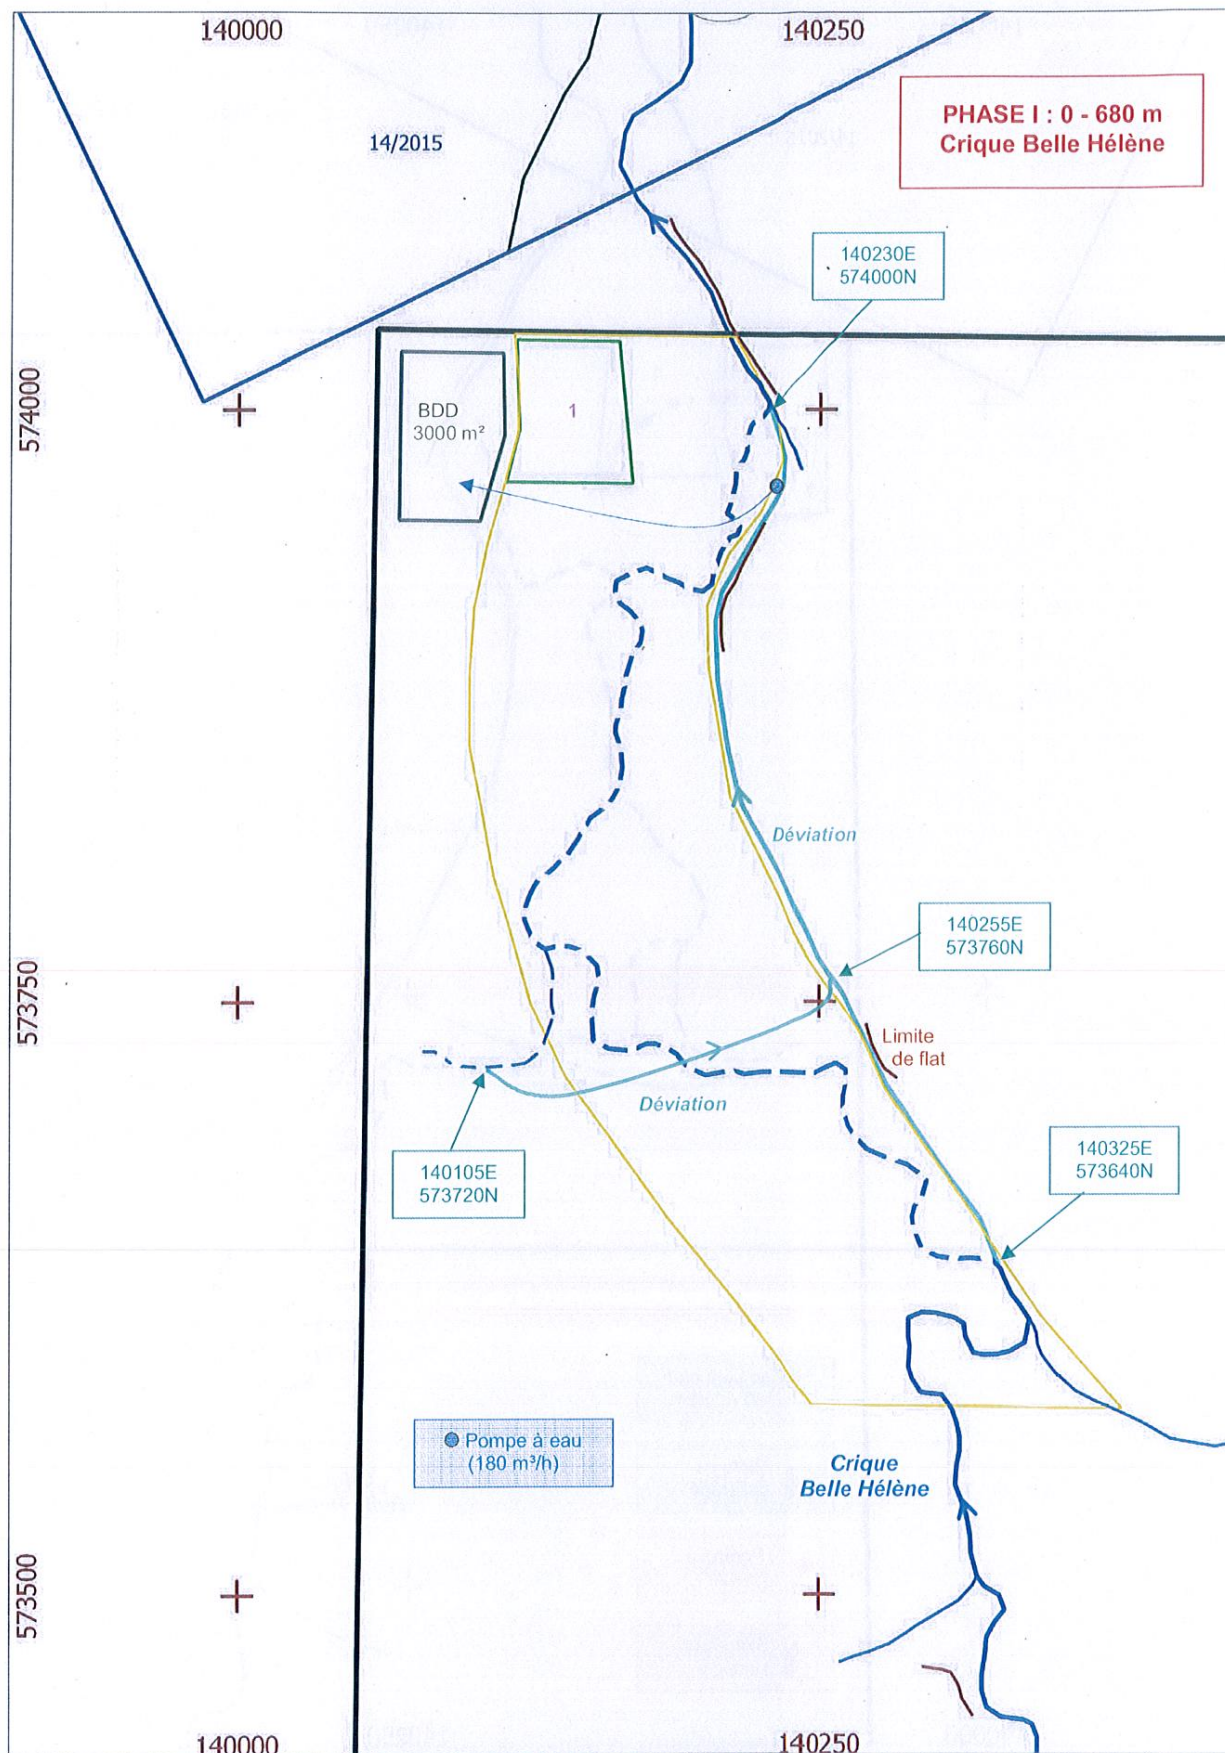 140000
140250
PHASE I : 0 - 680 m
Crique Belle Hélène
14/2015
140230E
574000N
574000
BDD
3000 m²
1
Déviation
140255E
573760N
573750
Limite
de flat
Déviation
140105E
573720N
140325E
573640N
Pompe à eau
(180 m³/h)
Crique
Belle Hélène
573500
140000
140250